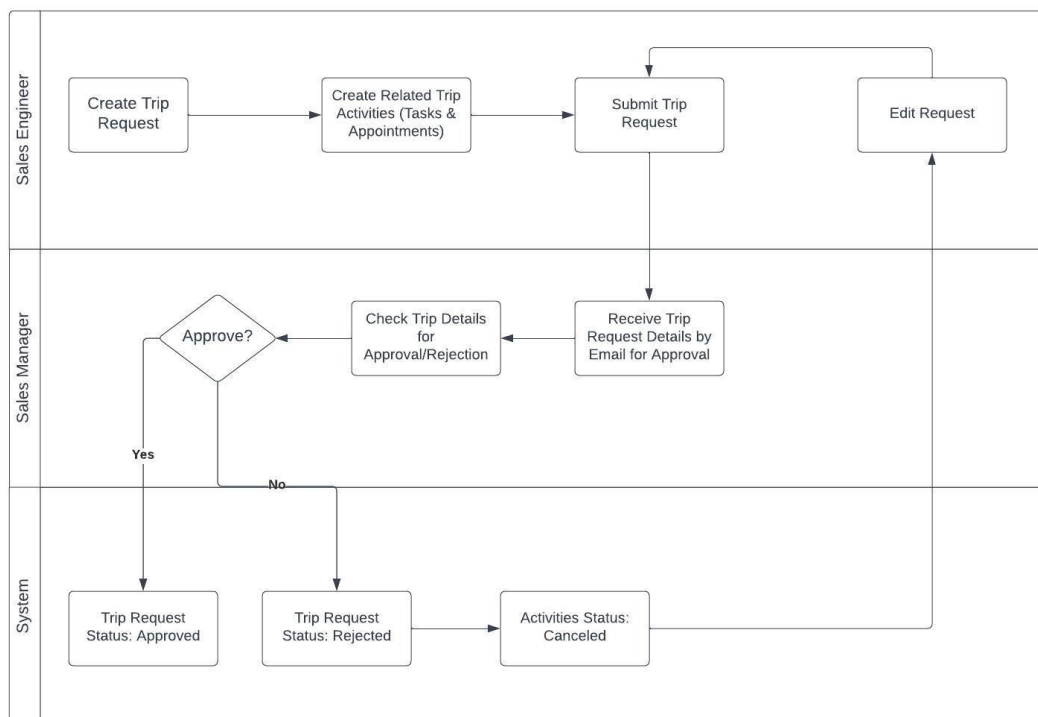 Sales Engineer
Create Trip
Request
Create Related Trip
Activities (Tasks &
Appointments)
Submit Trip
Request
Edit Request
Sales Manager
Approve?
Check Trip Details
for
Approval/Rejection
Receive Trip
Request Details by
Email for Approval
Yes
No
System
Trip Request
Status: Approved
Trip Request
Status: Rejected
Activities Status:
Canceled